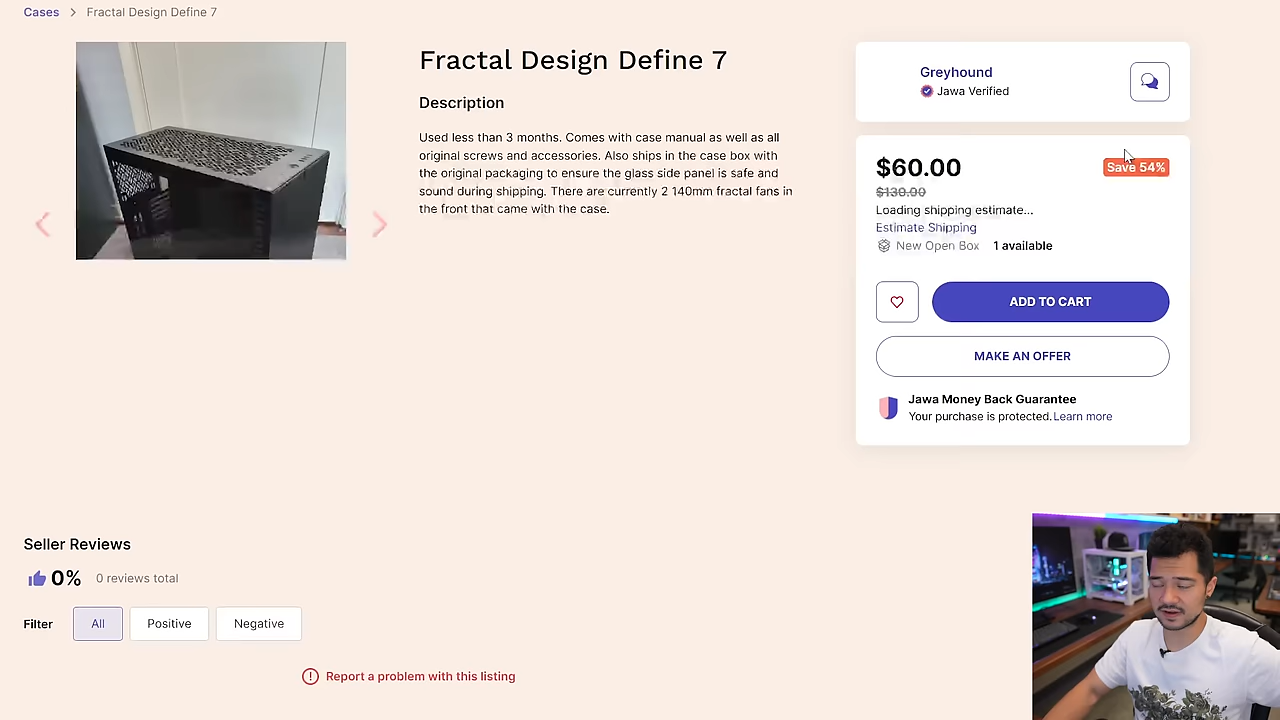 Cases > Fractal Design Define 7
Fractal Design Define 7
Description
Used less than 3 months. Comes with case manual as well as all
original screws and accessories. Also ships in the case box with
the original packaging to ensure the glass side panel is safe and
sound during shipping. There are currently 2 140mm fractal fans in
the front that came with the case.
Greyhound
Jawa Verified
$60.00
Save 54%
$130.00
Loading shipping estimate...
Estimate Shipping
New Open Box 1 available
ADD TO CART
MAKE AN OFFER
Jawa Money Back Guarantee
Your purchase is protected. Learn more
Seller Reviews
0% 0 reviews total
Filter All Positive Negative
Report a problem with this listing